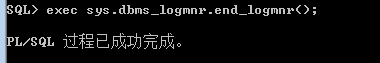 SQL> exec sys.dbms_logmnr.end_logmnr();
PL/SQL 过程已成功完成。